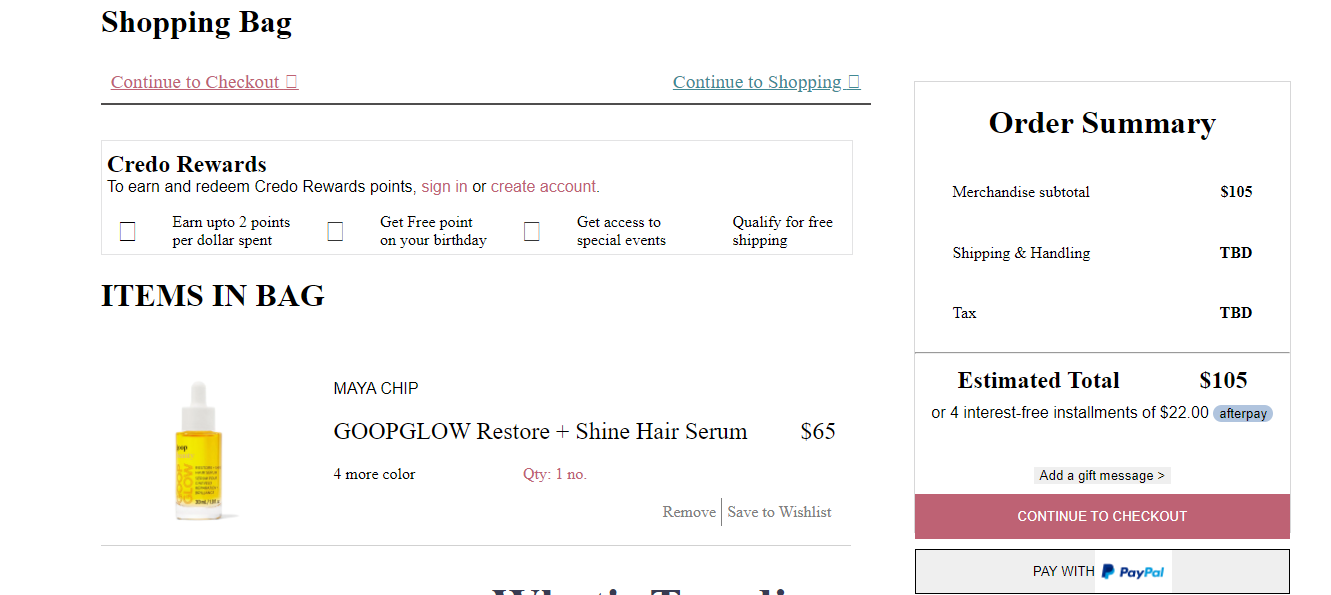 Shopping Bag
Continue to Checkout
Continue to Shopping
Credo Rewards
To earn and redeem Credo Rewards points, sign in or create account.
Earn upto 2 points
per dollar spent
Get Free point
on your birthday
Get access to
special events
Qualify for free
shipping
ITEMS IN BAG
MAYA CHIP
GOOPGLOW Restore + Shine Hair Serum $65
4 more color Qty: 1 no.
Remove Save to Wishlist
GOOP
GLOW
Order Summary
Merchandise subtotal $105
Shipping & Handling TBD
Tax TBD
Estimated Total $105
or 4 interest-free installments of $22.00 afterpay
Add a gift message >
CONTINUE TO CHECKOUT
PAY WITH PayPal